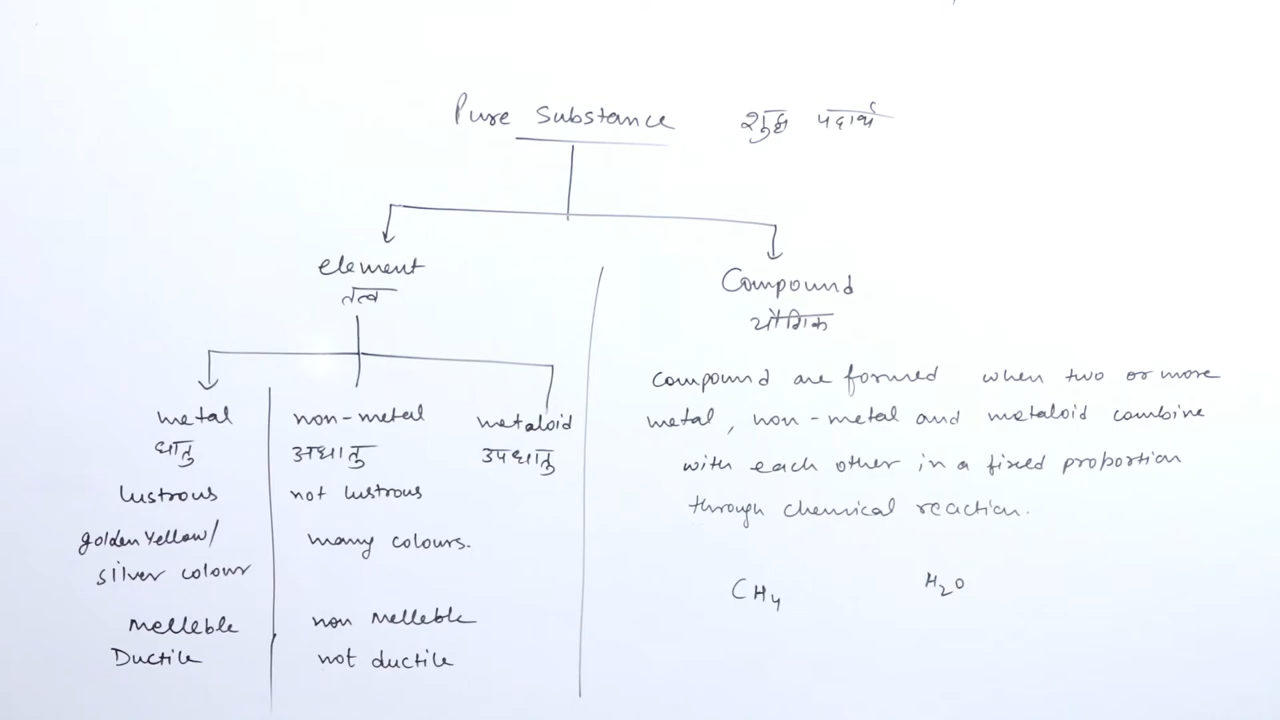 Pure Substance शुद्ध पदार्थ
element
तत्व
Compound
यौगिक
metal
धातु
non-metal
अधातु
metaloid
उपधातु
lustrous
not lustrous
golden Yellow/
silver colour
many colours.
melleble
non melleble
Ductile
not ductile
Compound are formed when two or more
metal, non-metal and metaloid combine
with each other in a fixed proportion
through chemical reaction.
CH4
H2O